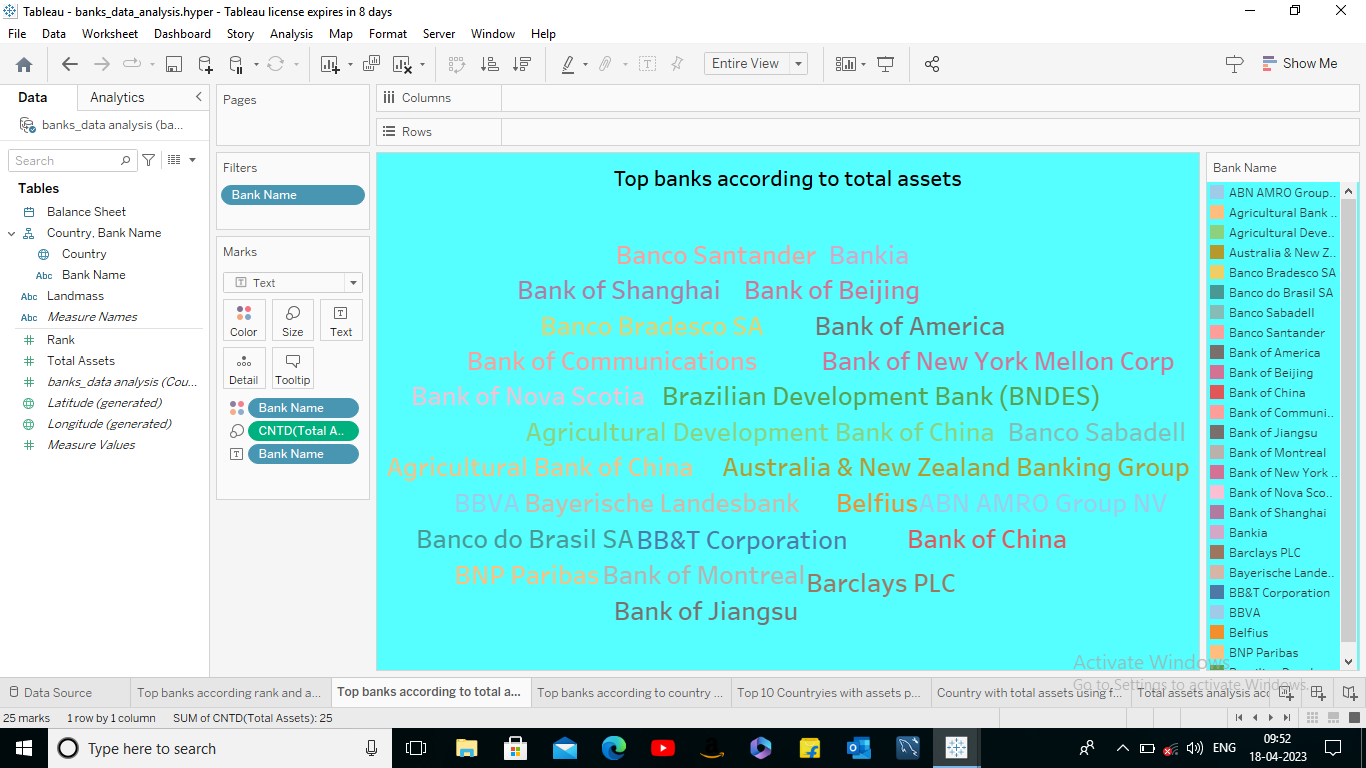 Tableau - banks_data_analysis.hyper - Tableau license expires in 8 days
File Data Worksheet Dashboard Story Analysis Map Format Server Window Help
Entire View
Show Me
Data Analytics
banks_data analysis (ba...
Search
Tables
Balance Sheet
Country, Bank Name
Country
Abc Bank Name
Abc Landmass
Abc Measure Names
Rank
Total Assets
banks_data analysis (Cou...
Latitude (generated)
Longitude (generated)
Measure Values
Pages
Filters
Bank Name
Marks
T Text
Color Size Text
Detail Tooltip
Bank Name
CNTD(Total A..
Bank Name
Columns
Rows
Top banks according to total assets
Banco Santander Bankia
Bank of Shanghai Bank of Beijing
Banco Bradesco SA Bank of America
Bank of Communications Bank of New York Mellon Corp
Bank of Nova Scotia Brazilian Development Bank (BNDES)
Agricultural Development Bank of China Banco Sabadell
Agricultural Bank of China Australia & New Zealand Banking Group
BBVA Bayerische Landesbank Belfius ABN AMRO Group NV
Banco do Brasil SA BB&T Corporation Bank of China
BNP Paribas Bank of Montreal Barclays PLC
Bank of Jiangsu
Bank Name
ABN AMRO Group..
Agricultural Bank ..
Agricultural Deve..
Australia & New Z..
Banco Bradesco SA
Banco do Brasil SA
Banco Sabadell
Banco Santander
Bank of America
Bank of Beijing
Bank of China
Bank of Communi..
Bank of Jiangsu
Bank of Montreal
Bank of New York ..
Bank of Nova Sco..
Bank of Shanghai
Bankia
Barclays PLC
Bayerische Lande..
BB&T Corporation
BBVA
Belfius
BNP Paribas
Activate Windows
Go to Settings to activate Windows.
Data Source Top banks according rank and a... Top banks according to total a... Top banks according to country ... Top 10 Countryies with assets p... Country with total assets using f... Total assets analysis acc
25 marks 1 row by 1 column SUM of CNTD(Total Assets): 25
Type here to search
ENG
09:52
18-04-2023